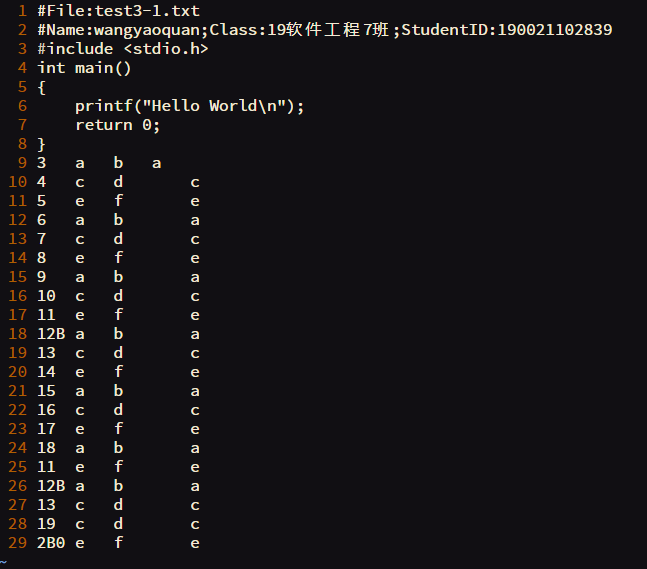 1 #File:test3-1.txt
2 #Name:wangyaoquan;Class:19软件工程7班;StudentID:190021102839
3 #include <stdio.h>
4 int main()
5 {
6     printf("Hello World\n");
7     return 0;
8 }
9 3   a   b   a
10 4   c   d       c
11 5   e   f       e
12 6   a   b       a
13 7   c   d       c
14 8   e   f       e
15 9   a   b       a
16 10  c   d       c
17 11  e   f       e
18 12B a   b       a
19 13  c   d       c
20 14  e   f       e
21 15  a   b       a
22 16  c   d       c
23 17  e   f       e
24 18  a   b       a
25 11  e   f       e
26 12B a   b       a
27 13  c   d       c
28 19  c   d       c
29 2B0 e   f       e
~